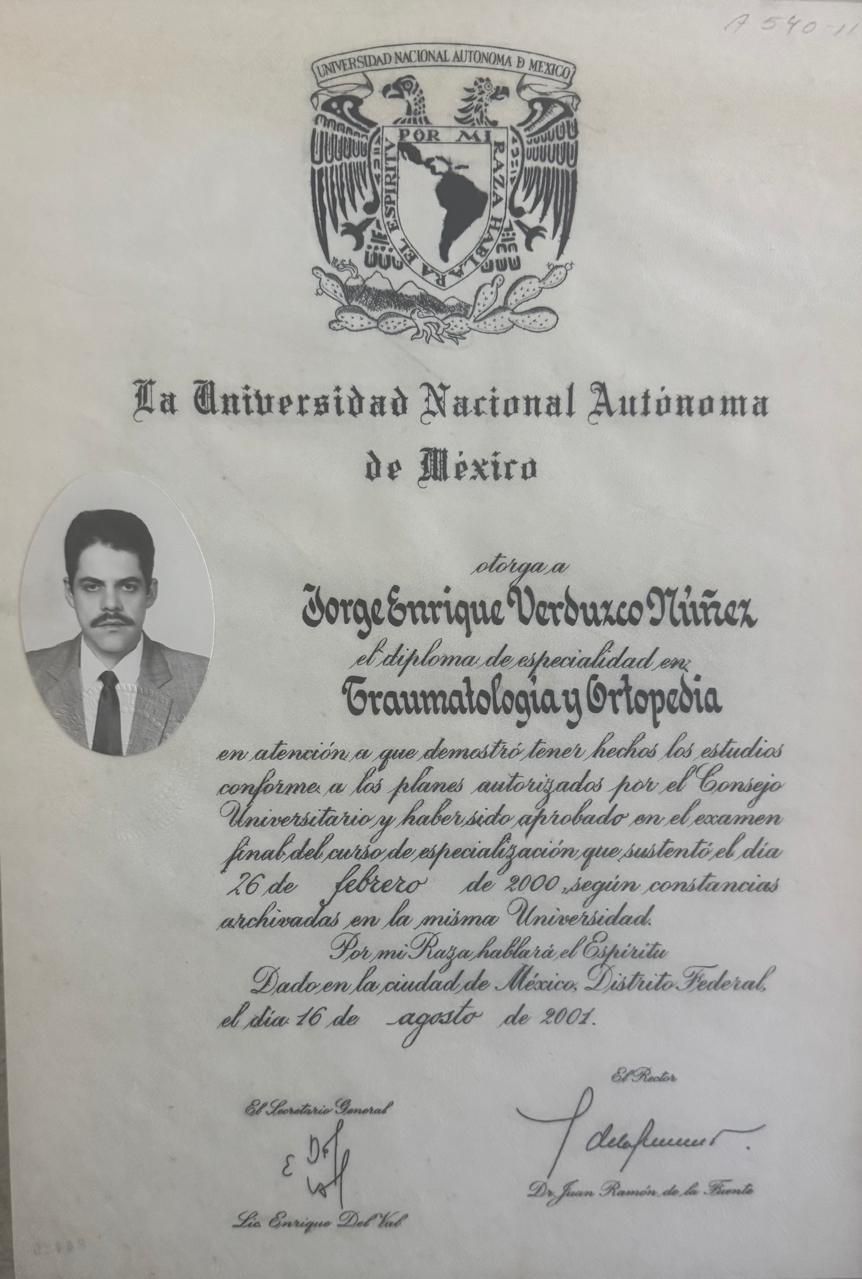 A 540-11
UNIVERSIDAD NACIONAL AUTONOMA D MEXICO
POR MI RAZA HABLARA EL ESPIRITU
La Universidad Nacional Autónoma
de México
otorga a
Jorge Enrique Verduzco Núñez
el diploma de especialidad en
Traumatología y Ortopedia
en atención a que demostró tener hechos los estudios
conforme a los planes autorizados por el Consejo
Universitario y haber sido aprobado en el examen
final del curso de especialización que sustentó el día
26 de febrero de 2000, según constancias
archivadas en la misma Universidad.
Por mi Raza hablará el Espíritu
Dado en la ciudad de México, Distrito Federal,
el día 16 de agosto de 2001.
El Rector
El Secretario General
Dr. Juan Ramón de la Fuente
Lic. Enrique Del Val